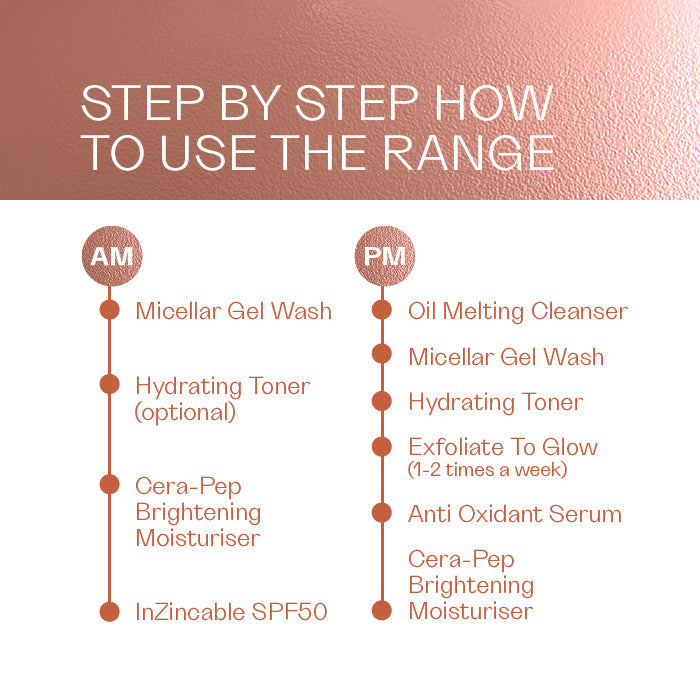 STEP BY STEP HOW
TO USE THE RANGE
AM
Micellar Gel Wash
Hydrating Toner
(optional)
Cera-Pep
Brightening
Moisturiser
InZincable SPF50
PM
Oil Melting Cleanser
Micellar Gel Wash
Hydrating Toner
Exfoliate To Glow
(1-2 times a week)
Anti Oxidant Serum
Cera-Pep
Brightening
Moisturiser